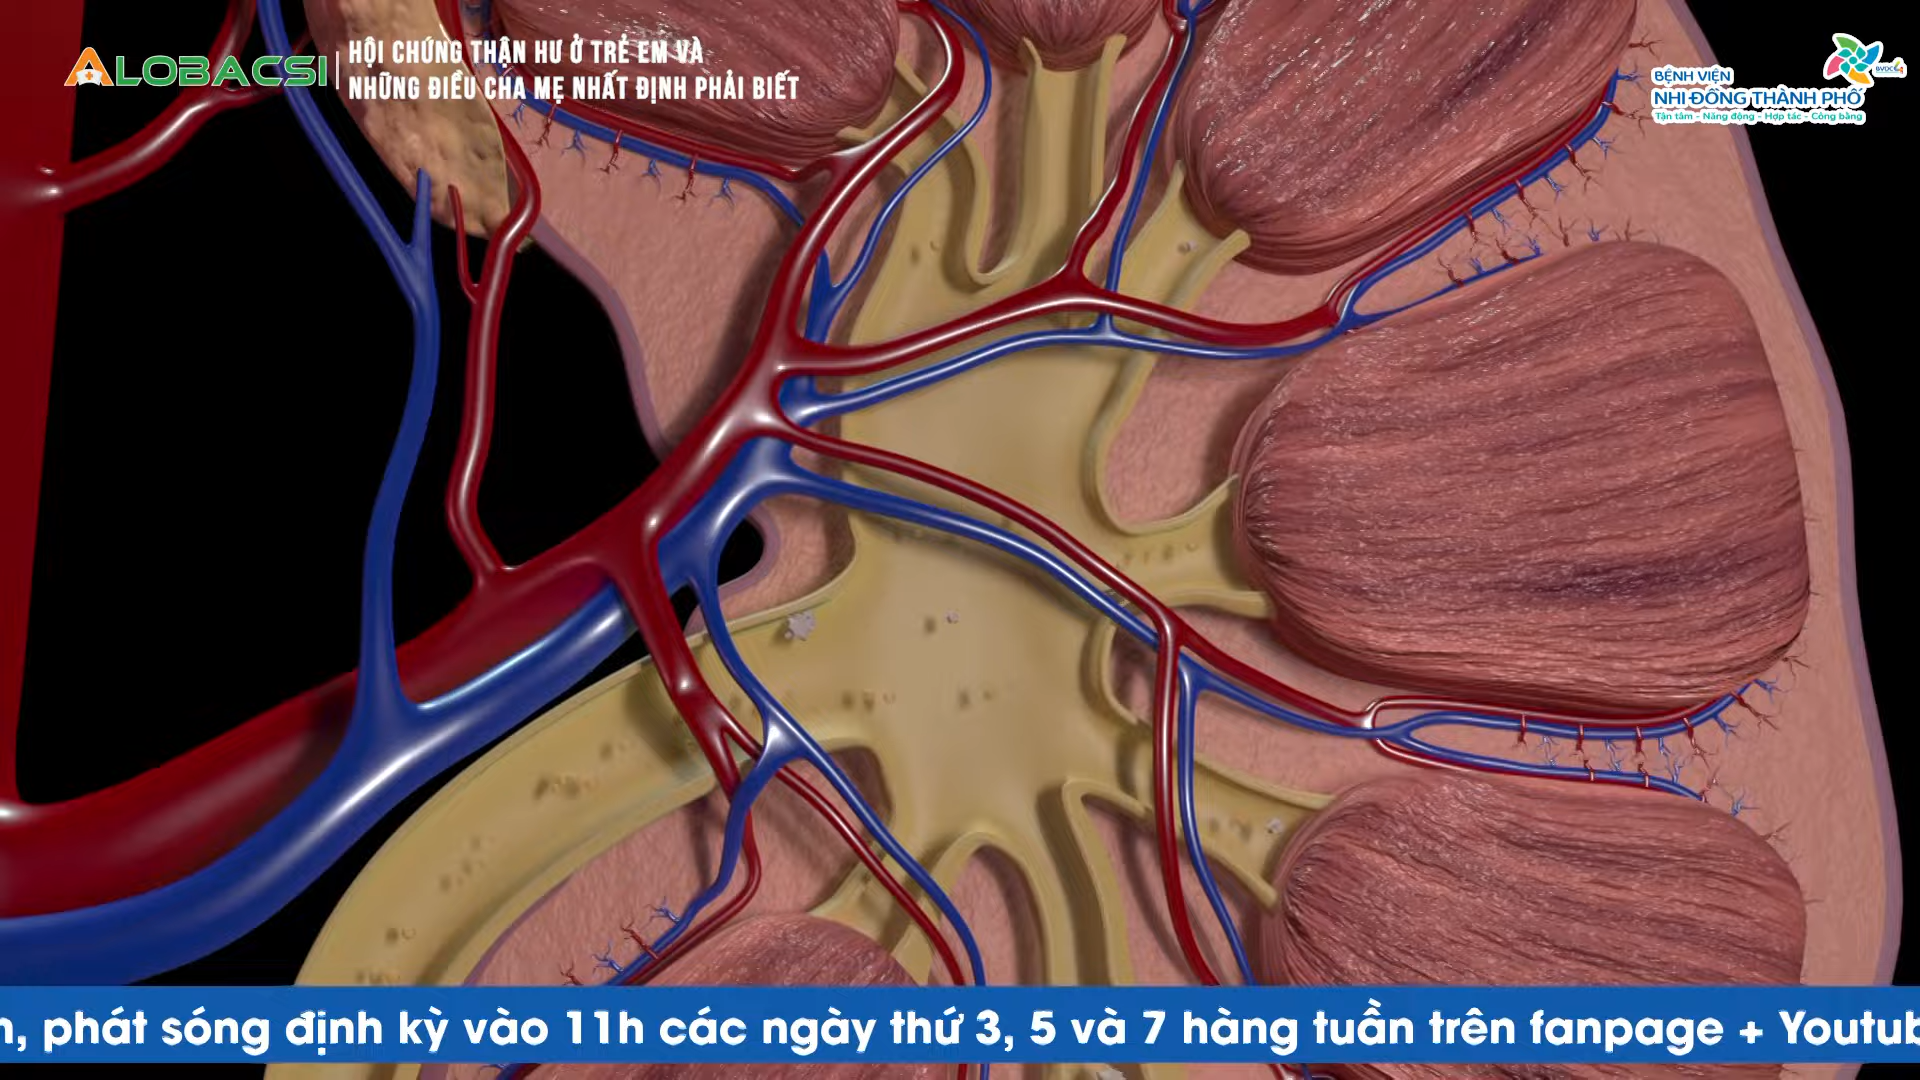 ALOBACSI
HỘI CHỨNG THẬN HƯ Ở TRẺ EM VÀ
NHỮNG ĐIỀU CHA MẸ NHẤT ĐỊNH PHẢI BIẾT
BỆNH VIỆN
NHI ĐỒNG THÀNH PHỐ
Tận tâm - Năng động - Hợp tác - Công bằng
phát sóng định kỳ vào 11h các ngày thứ 3, 5 và 7 hàng tuần trên fanpage + Youtub